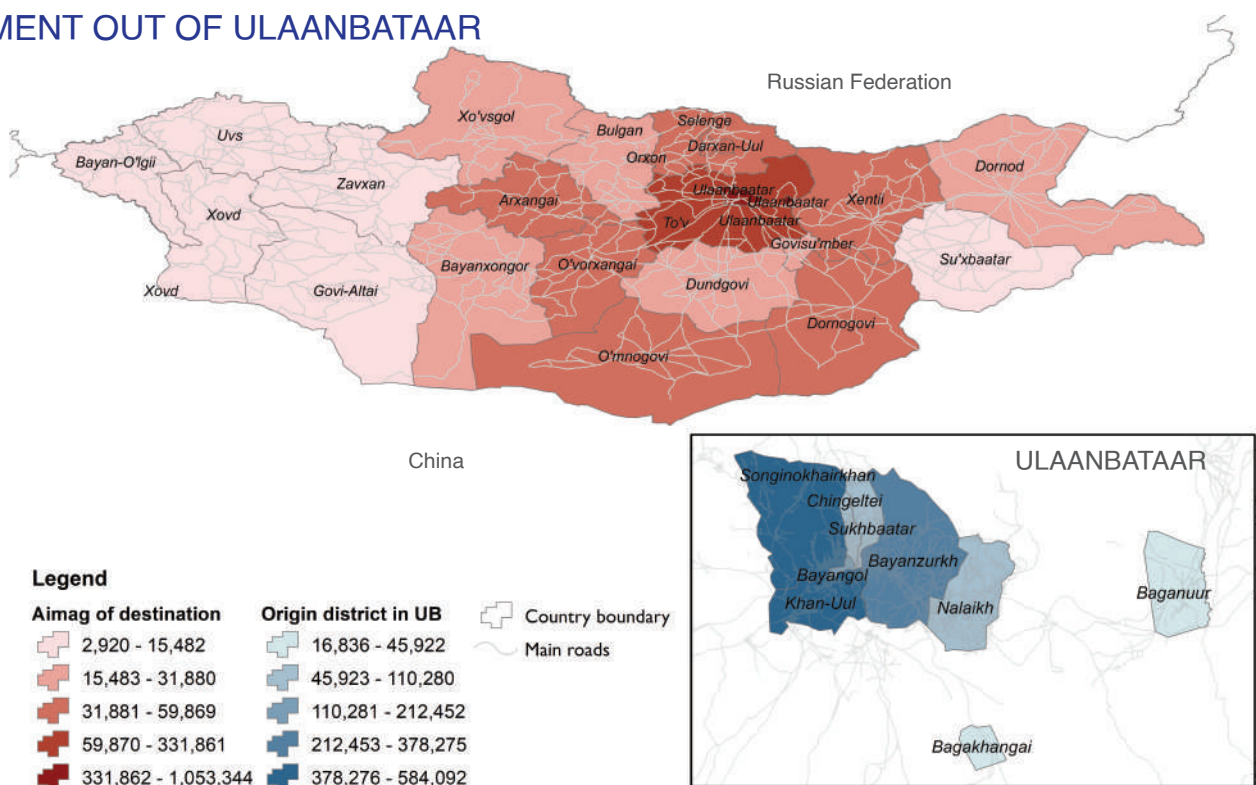 MENT OUT OF ULAANBATAAR
Russian Federation
Xo'vsgol
Bulgan
Selenge
Darxan-Uul
Orxon
Uvs
Bayan-O'lgii
Zavxan
Dornod
Arxangai
Ulaanbaatar
Ulaanbaatar
Xentii
Xovd
To'v
Ulaanbaatar
Govisu'mber
Bayanxongor
O'vorxangai
Su'xbaatar
Xovd
Govi-Altai
Dundgovi
Dornogovi
O'mnogovi
China
ULAANBATAAR
Songinokhairkhan
Chingeltei
Sukhbaatar
Bayanzurkh
Bayangol
Khan-Uul
Nalaikh
Baganuur
Bagakhangai
Legend
Aimag of destination
2,920 - 15,482
15,483 - 31,880
31,881 - 59,869
59,870 - 331,861
331,862 - 1,053,344
Origin district in UB
16,836 - 45,922
45,923 - 110,280
110,281 - 212,452
212,453 - 378,275
378,276 - 584,092
Country boundary
Main roads